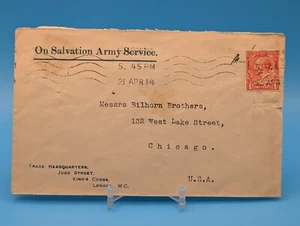 On Salvation Army Service.
5. 45 PM
21 APR 14
Messrs Bilhorn Brothers,
132 West Lake Street,
Chicago.
U.S.A.
TRADE HEADQUARTERS,
JUDD STREET,
KING'S CROSS,
LONDON, W.C.